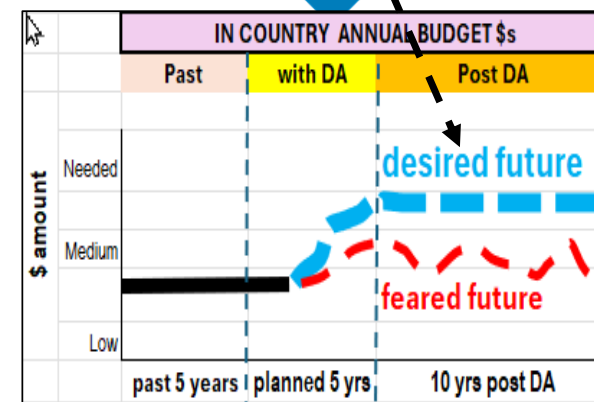 IN COUNTRY ANNUAL BUDGET $s
Past with DA Post DA
Needed desired future
$ amount
Medium
feared future
Low
past 5 years planned 5 yrs 10 yrs post DA